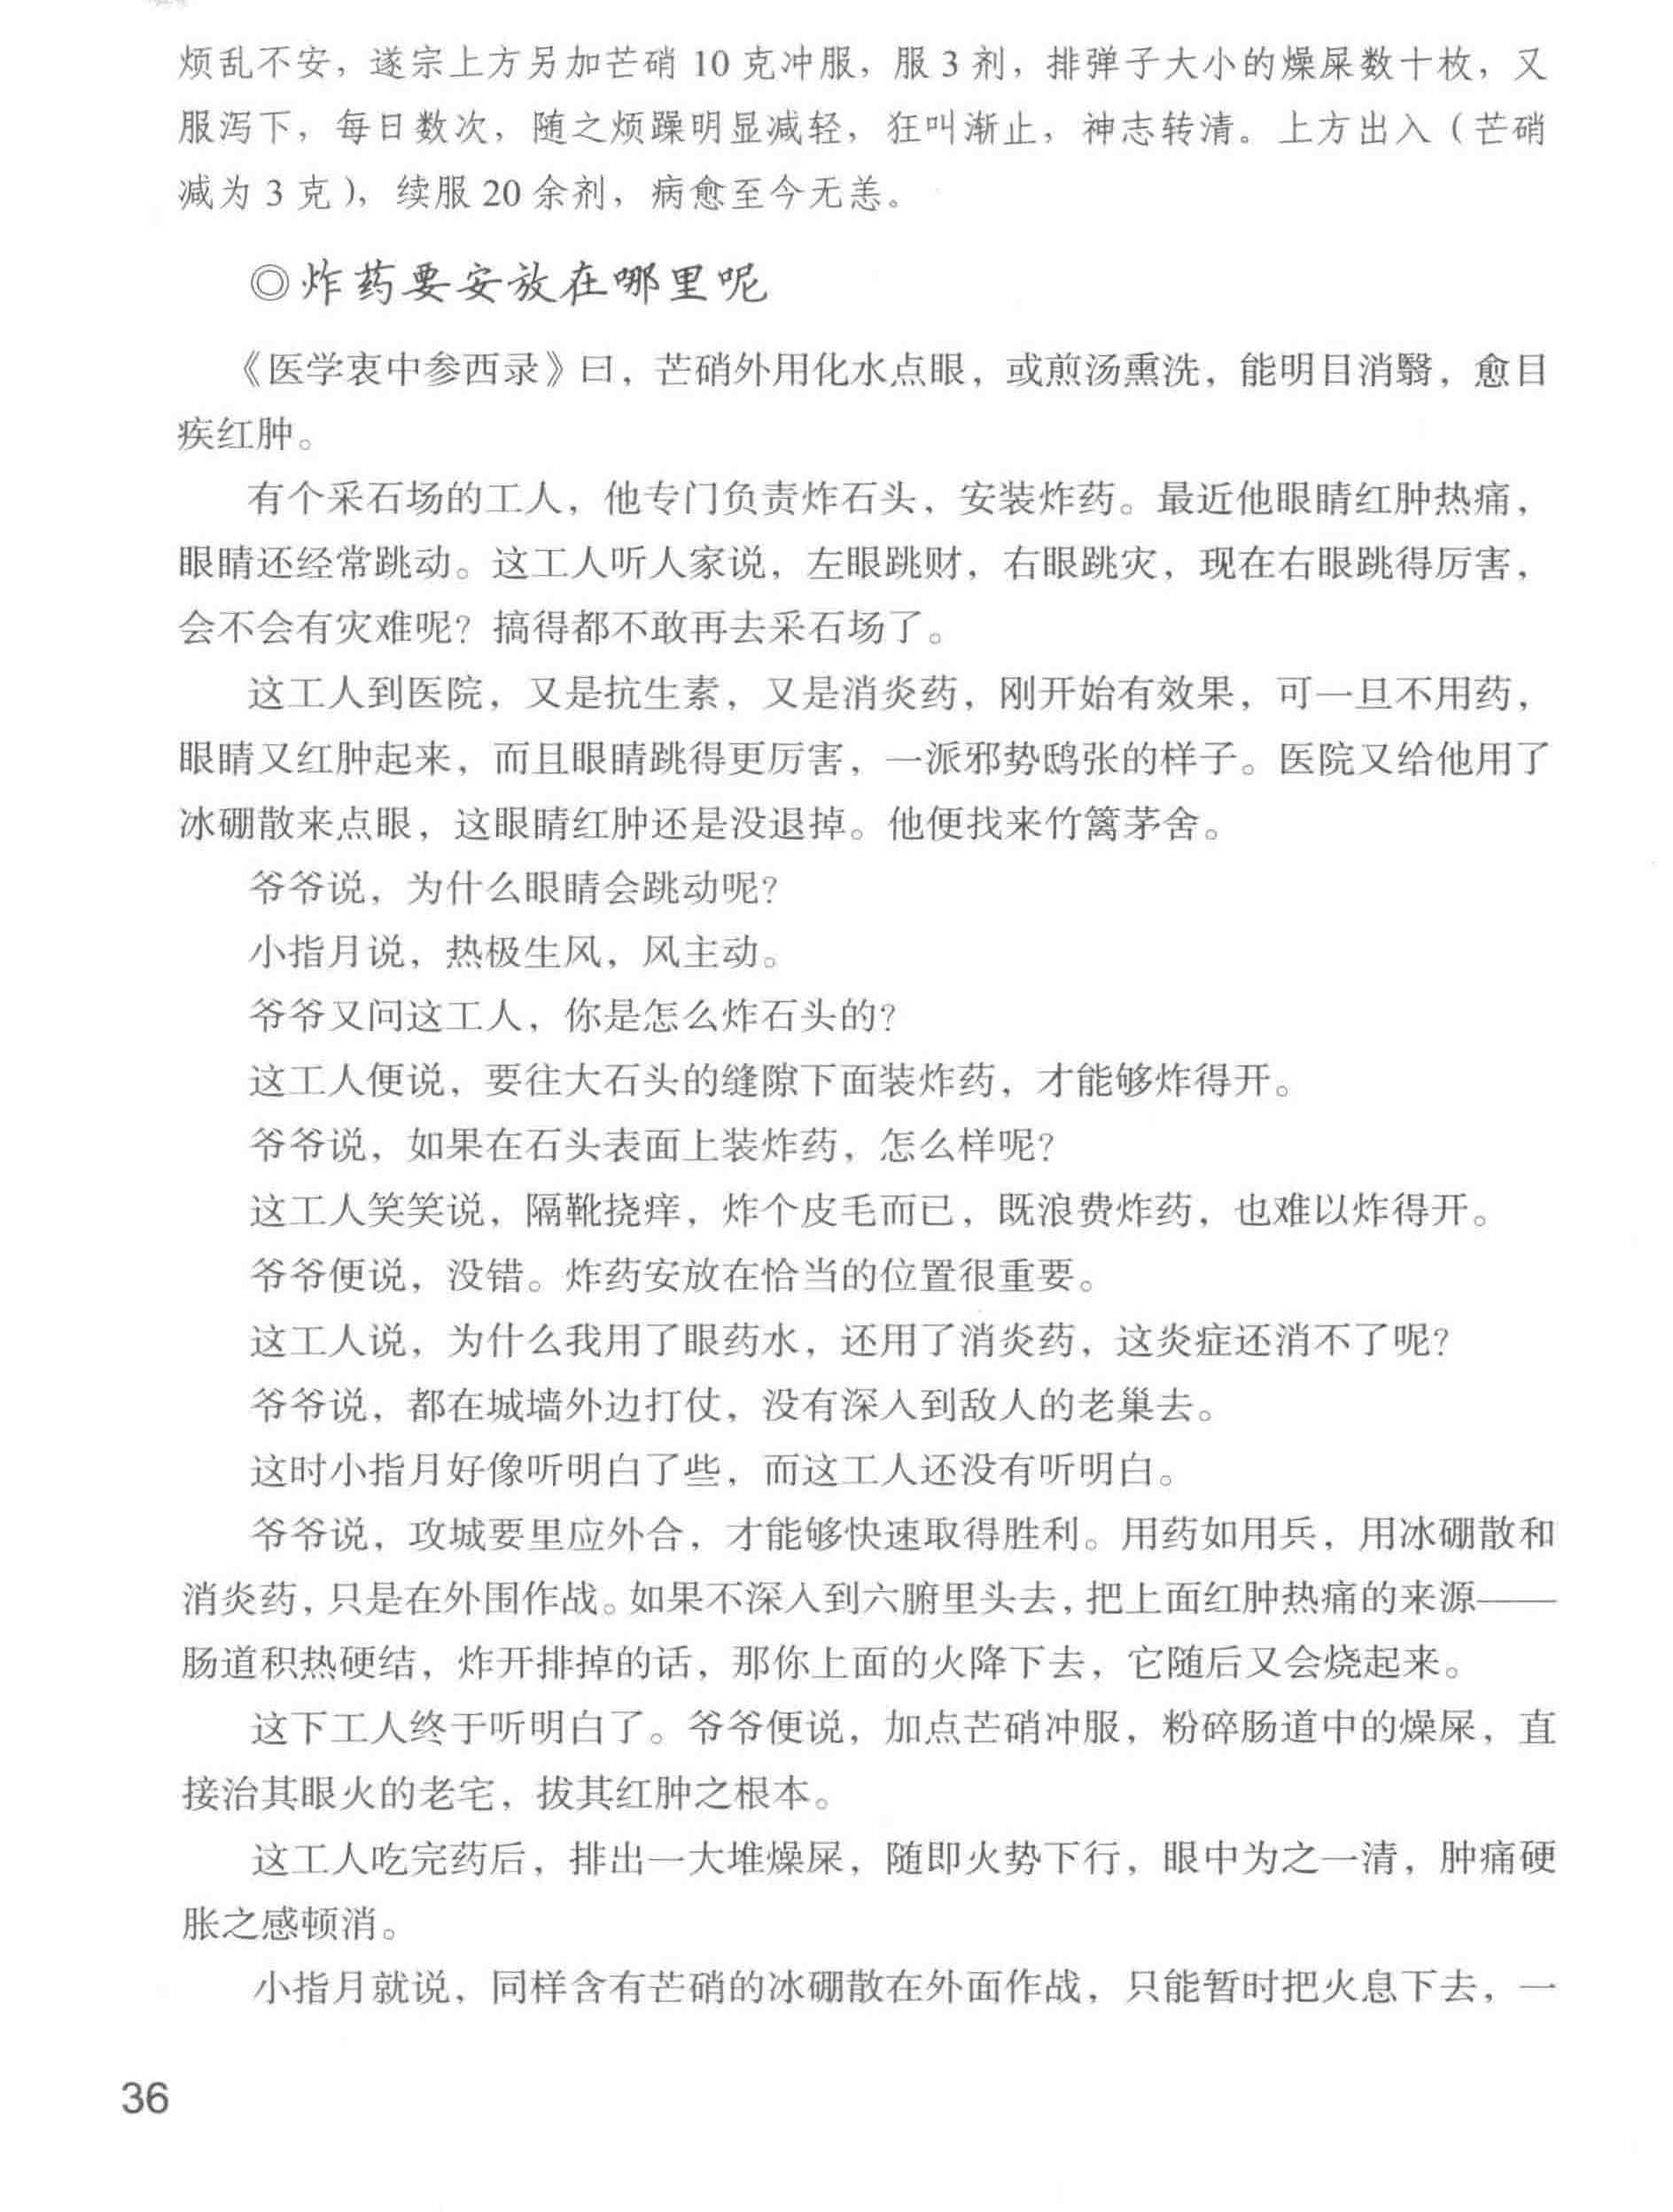 烦乱不安，遂宗上方另加芒硝 10 克冲服，服 3 剂，排弹子大小的燥屎数十枚，又
服泻下，每日数次，随之烦躁明显减轻，狂叫渐止，神志转清。上方出入（芒硝
减为 3 克），续服 20 余剂，病愈至今无恙。
◎炸药要安放在哪里呢
《医学衷中参西录》曰，芒硝外用化水点眼，或煎汤熏洗，能明目消翳，愈目
疾红肿。
有个采石场的工人，他专门负责炸石头，安装炸药。最近他眼睛红肿热痛，
眼睛还经常跳动。这工人听人家说，左眼跳财，右眼跳灾，现在右眼跳得厉害，
会不会有灾难呢？搞得都不敢再去采石场了。
这工人到医院，又是抗生素，又是消炎药，刚开始有效果，可一旦不用药，
眼睛又红肿起来，而且眼睛跳得更厉害，一派邪势鸱张的样子。医院又给他用了
冰硼散来点眼，这眼睛红肿还是没退掉。他便找来竹篱茅舍。
爷爷说，为什么眼睛会跳动呢？
小指月说，热极生风，风主动。
爷爷又问这工人，你是怎么炸石头的？
这工人便说，要往大石头的缝隙下面装炸药，才能够炸得开。
爷爷说，如果在石头表面上装炸药，怎么样呢？
这工人笑笑说，隔靴挠痒，炸个皮毛而已，既浪费炸药，也难以炸得开。
爷爷便说，没错。炸药安放在恰当的位置很重要。
这工人说，为什么我用了眼药水，还用了消炎药，这炎症还消不了呢？
爷爷说，都在城墙外边打仗，没有深入到敌人的老巢去。
这时小指月好像听明白了些，而这工人还没有听明白。
爷爷说，攻城要里应外合，才能够快速取得胜利。用药如用兵，用冰硼散和
消炎药，只是在外围作战。如果不深入到六腑里头去，把上面红肿热痛的来源——
肠道积热硬结，炸开排掉的话，那你上面的火降下去，它随后又会烧起来。
这下工人终于听明白了。爷爷便说，加点芒硝冲服，粉碎肠道中的燥屎，直
接治其眼火的老宅，拔其红肿之根本。
这工人吃完药后，排出一大堆燥屎，随即火势下行，眼中为之一清，肿痛硬
胀之感顿消。
小指月就说，同样含有芒硝的冰硼散在外面作战，只能暂时把火息下去，一
36